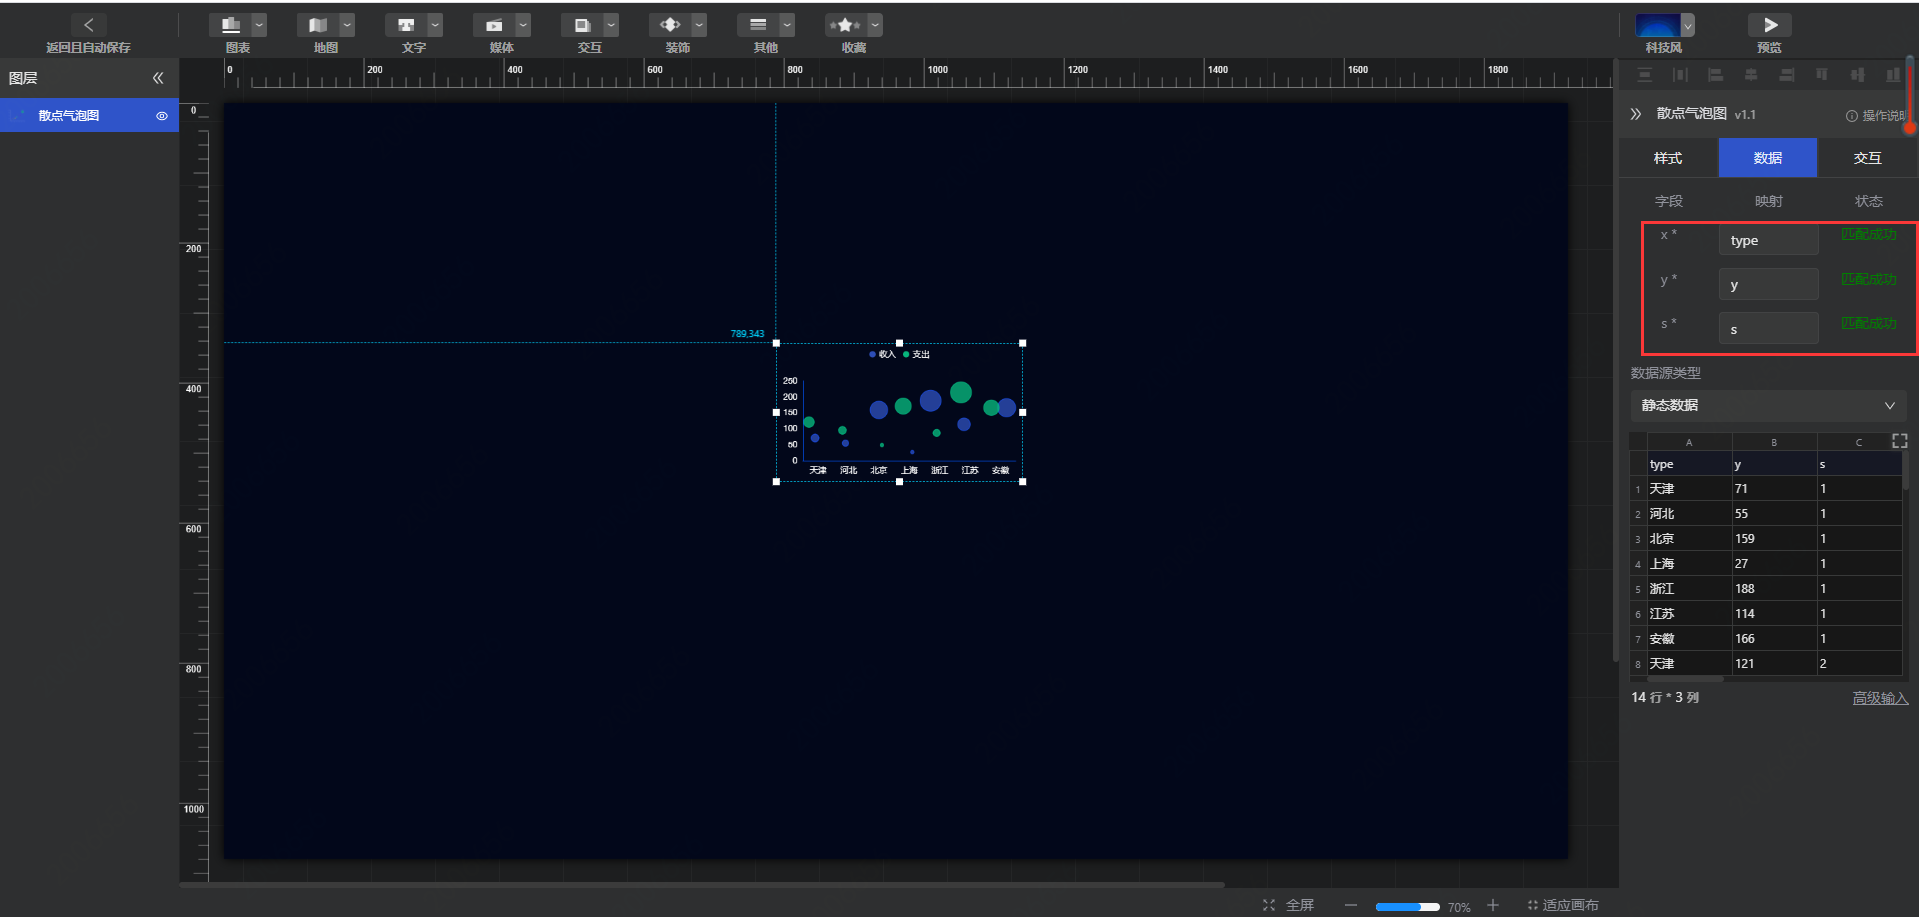 返回且自动保存
图表
地图
文字
媒体
交互
装饰
其他
收藏
科技风
预览
图层
散点气泡图
0
200
400
600
800
1000
1200
1400
1600
1800
0
200
400
600
800
1000
789,343
收入 支出
250
200
150
100
50
0
天津 河北 北京 上海 浙江 江苏 安徽
散点气泡图 v1.1
操作说明
样式 数据 交互
字段 映射 状态
x * type 匹配成功
y * y 匹配成功
s * s 匹配成功
数据源类型
静态数据
A B C
type y s
1 天津 71 1
2 河北 55 1
3 北京 159 1
4 上海 27 1
5 浙江 188 1
6 江苏 114 1
7 安徽 166 1
8 天津 121 2
14 行 * 3 列
高级输入
全屏
70%
适应画布